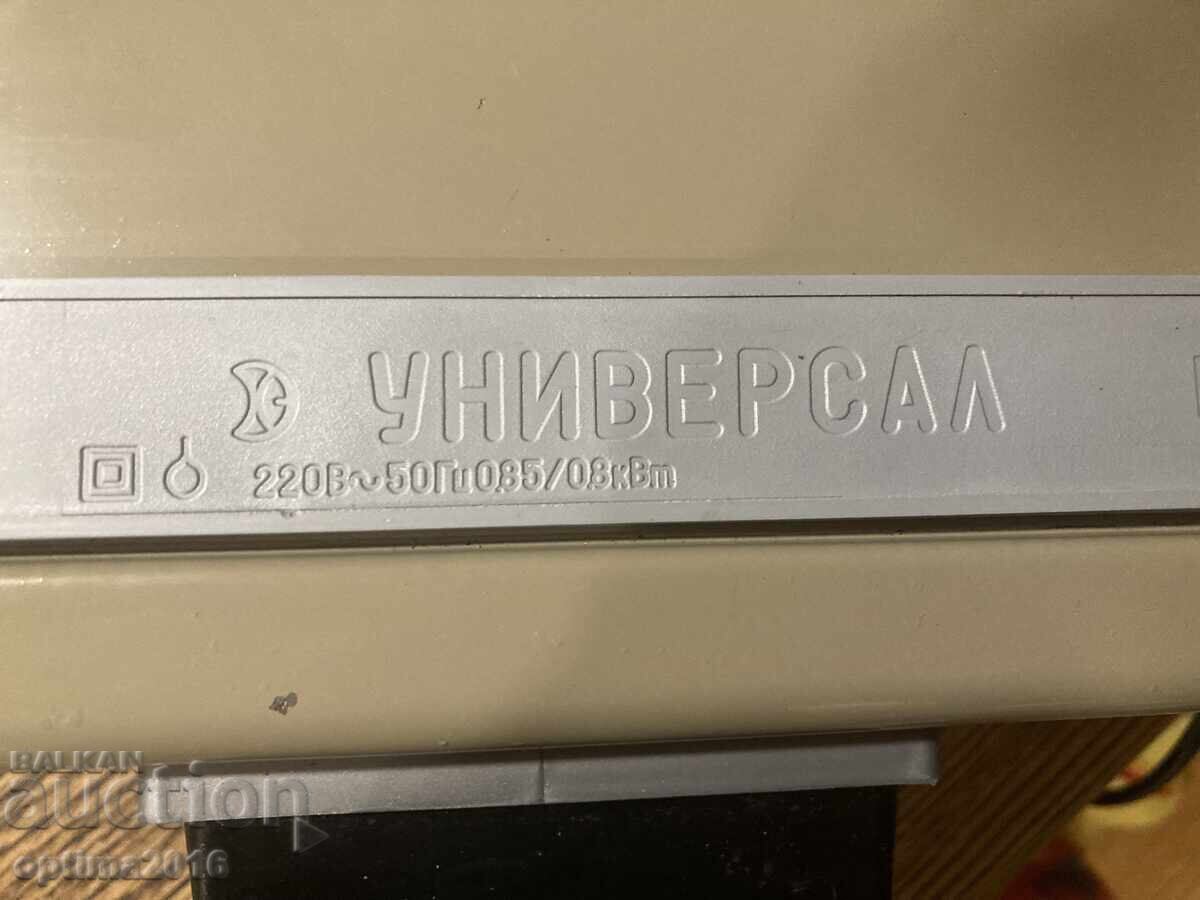 УНИВЕРСАЛ
220В~50Гц0,85/0,8кВт
BALKAN
auction
optima2016